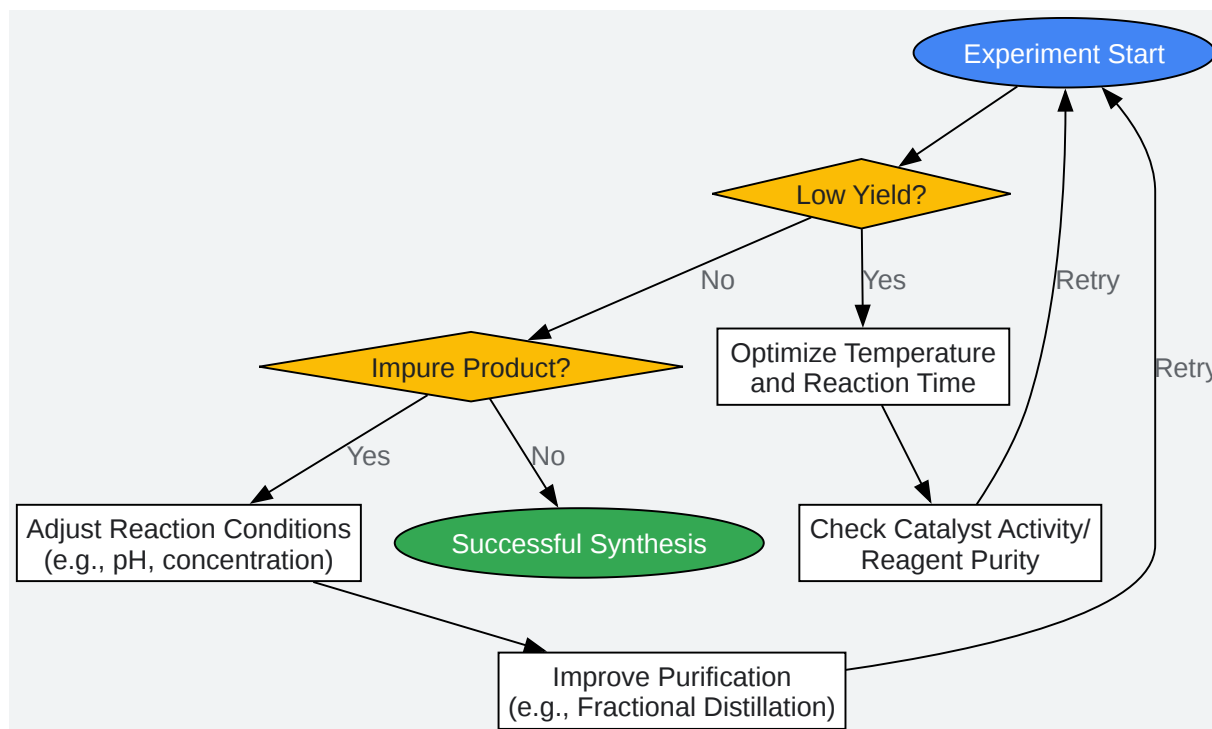 Experiment Start
Low Yield?
No
Yes
Retry
Optimize Temperature
and Reaction Time
Impure Product?
Retry
Yes
No
Adjust Reaction Conditions
(e.g., pH, concentration)
Successful Synthesis
Check Catalyst Activity/
Reagent Purity
Improve Purification
(e.g., Fractional Distillation)